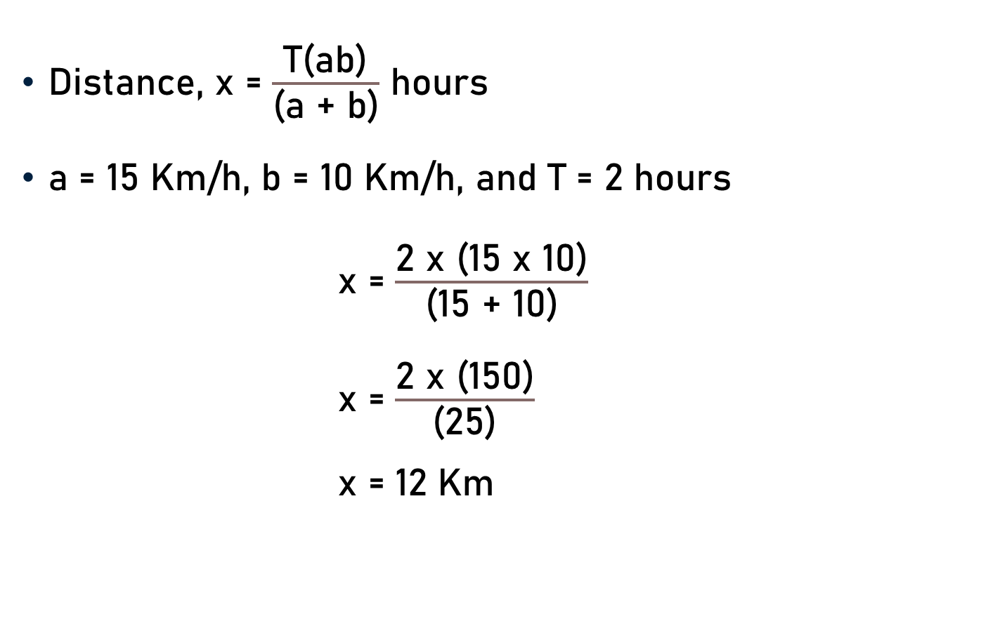 • Distance, x = T(ab) / (a + b) hours
• a = 15 Km/h, b = 10 Km/h, and T = 2 hours
x = 2 x (15 x 10) / (15 + 10)
x = 2 x (150) / (25)
x = 12 Km